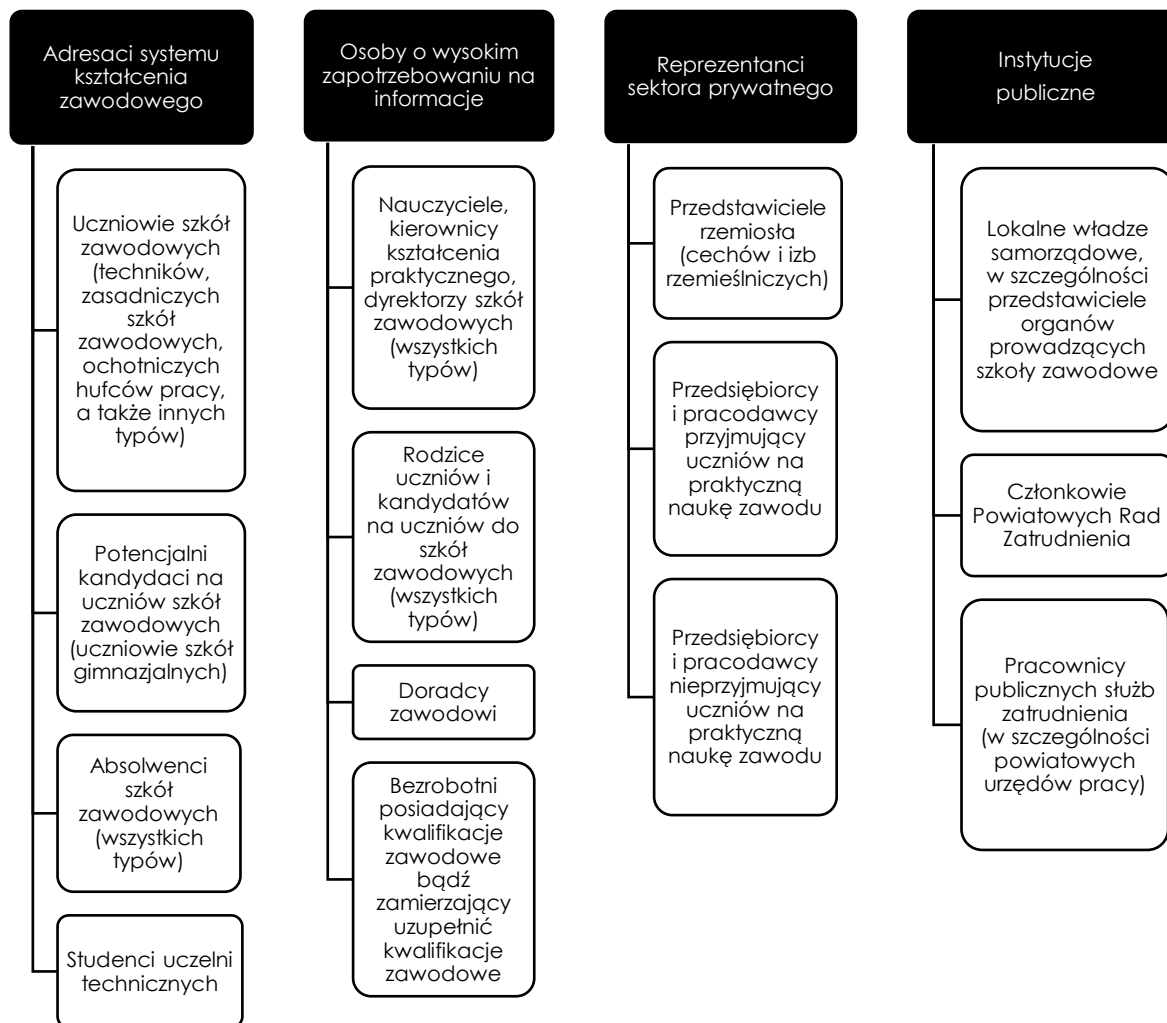 Adresaci systemu
kształcenia
zawodowego
Uczniowie szkół
zawodowych
(techników,
zasadniczych
szkół
zawodowych,
ochotniczych
hufców pracy,
a także innych
typów)
Potencjalni
kandydaci na
uczniów szkół
zawodowych
(uczniowie szkół
gimnazjalnych)
Absolwenci
szkół
zawodowych
(wszystkich
typów)
Studenci uczelni
technicznych
Osoby o wysokim
zapotrzebowaniu na
informacje
Nauczyciele,
kierownicy
kształcenia
praktycznego,
dyrektorzy szkół
zawodowych
(wszystkich
typów)
Rodzice
uczniów i
kandydatów
na uczniów do
szkół
zawodowych
(wszystkich
typów)
Doradcy
zawodowi
Bezrobotni
posiadający
kwalifikacje
zawodowe
bądź
zamierzający
uzupełnić
kwalifikacje
zawodowe
Reprezentanci
sektora prywatnego
Przedstawiciele
rzemiosła
(cechów i izb
rzemieślniczych)
Przedsiębiorcy
i pracodawcy
przyjmujący
uczniów na
praktyczną
naukę zawodu
Przedsiębiorcy
i pracodawcy
nieprzyjmujący
uczniów na
praktyczną
naukę zawodu
Instytucje
publiczne
Lokalne władze
samorządowe,
w szczególności
przedstawiciele
organów
prowadzących
szkoły zawodowe
Członkowie
Powiatowych Rad
Zatrudnienia
Pracownicy
publicznych służb
zatrudnienia
(w szczególności
powiatowych
urzędów pracy)